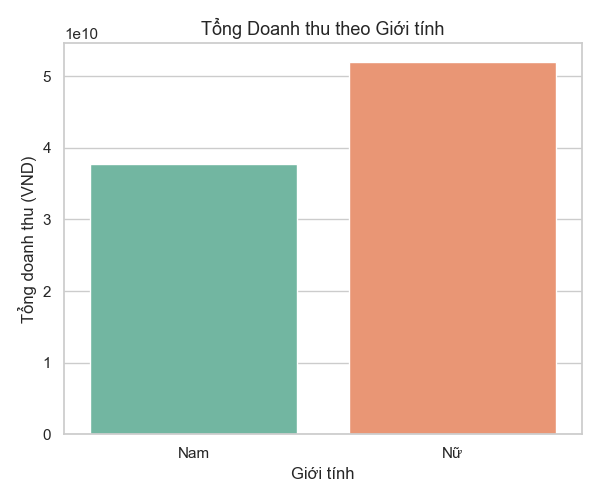 Tổng Doanh thu theo Giới tính
1e10
5
4
3
2
1
0
Tổng doanh thu (VND)
Nam
Nữ
Giới tính